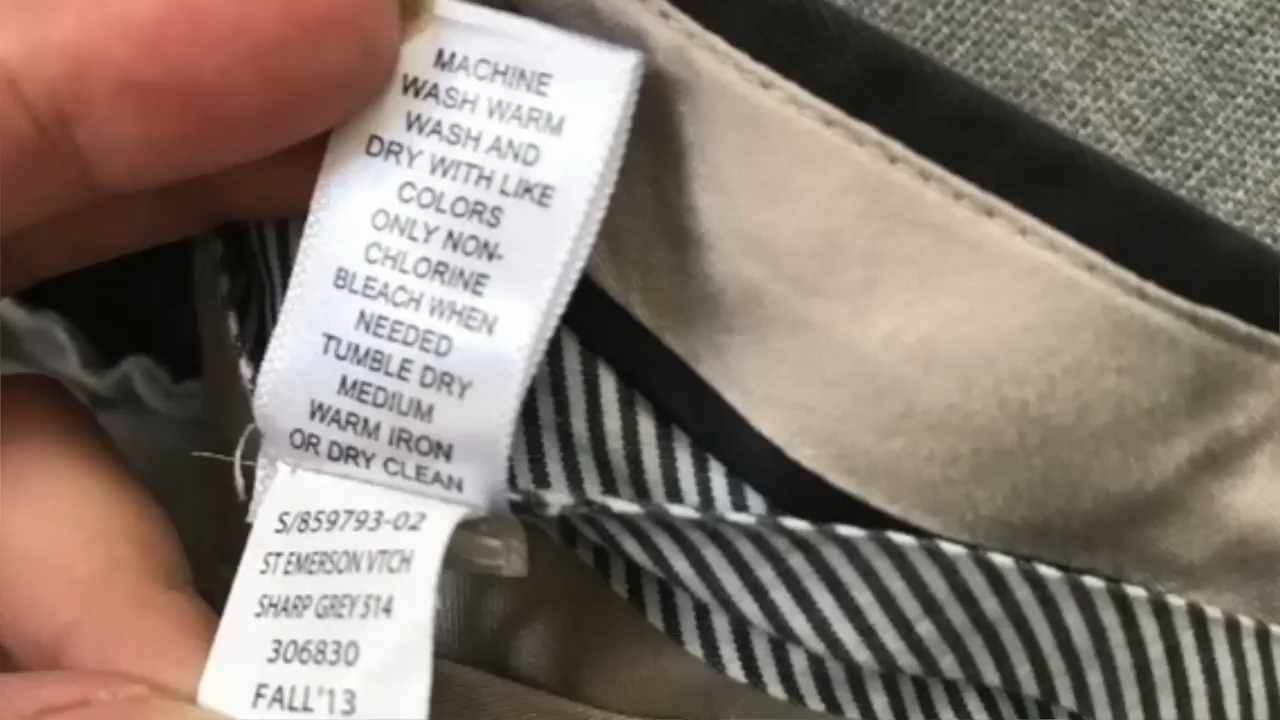 MACHINE
WASH WARM
WASH AND
DRY WITH LIKE
COLORS
ONLY NON-
CHLORINE
BLEACH WHEN
NEEDED
TUMBLE DRY
MEDIUM
WARM IRON
OR DRY CLEAN
S/859793-02
ST EMERSON VTCH
SHARP GREY 514
306830
FALL'13